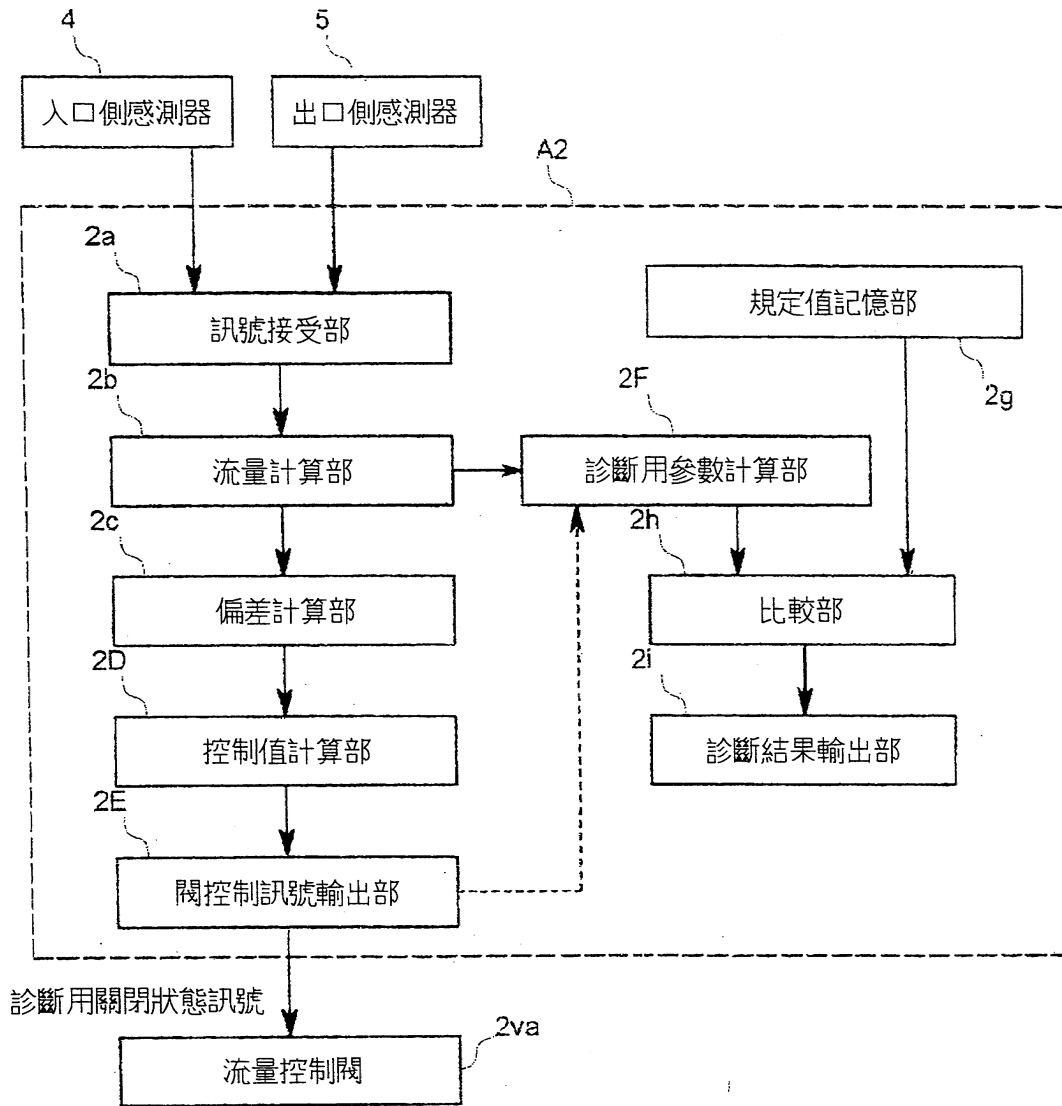 4
5
入口側感測器
出口側感測器
A2
2a
訊號接受部
規定值記憶部
2g
2b
流量計算部
2F
診斷用參數計算部
2c
偏差計算部
2h
比較部
2D
控制值計算部
2i
診斷結果輸出部
2E
閥控制訊號輸出部
診斷用關閉狀態訊號
2va
流量控制閥